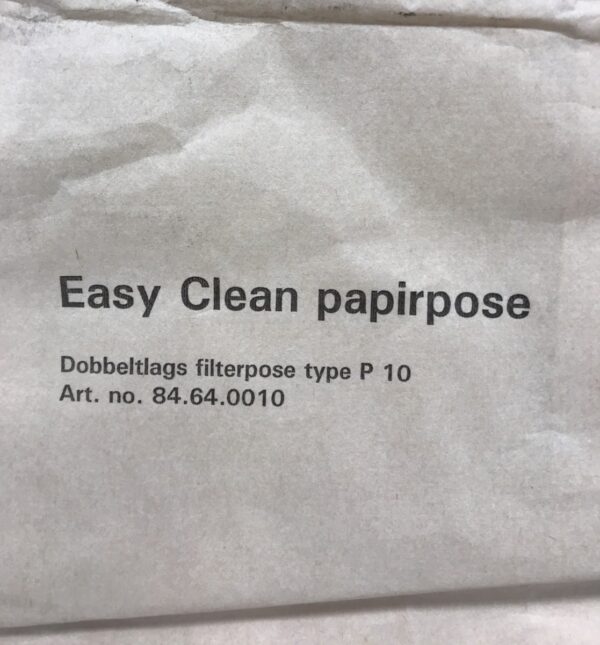 Easy Clean papirpose
Dobbeltlags filterpose type P 10
Art. no. 84.64.0010